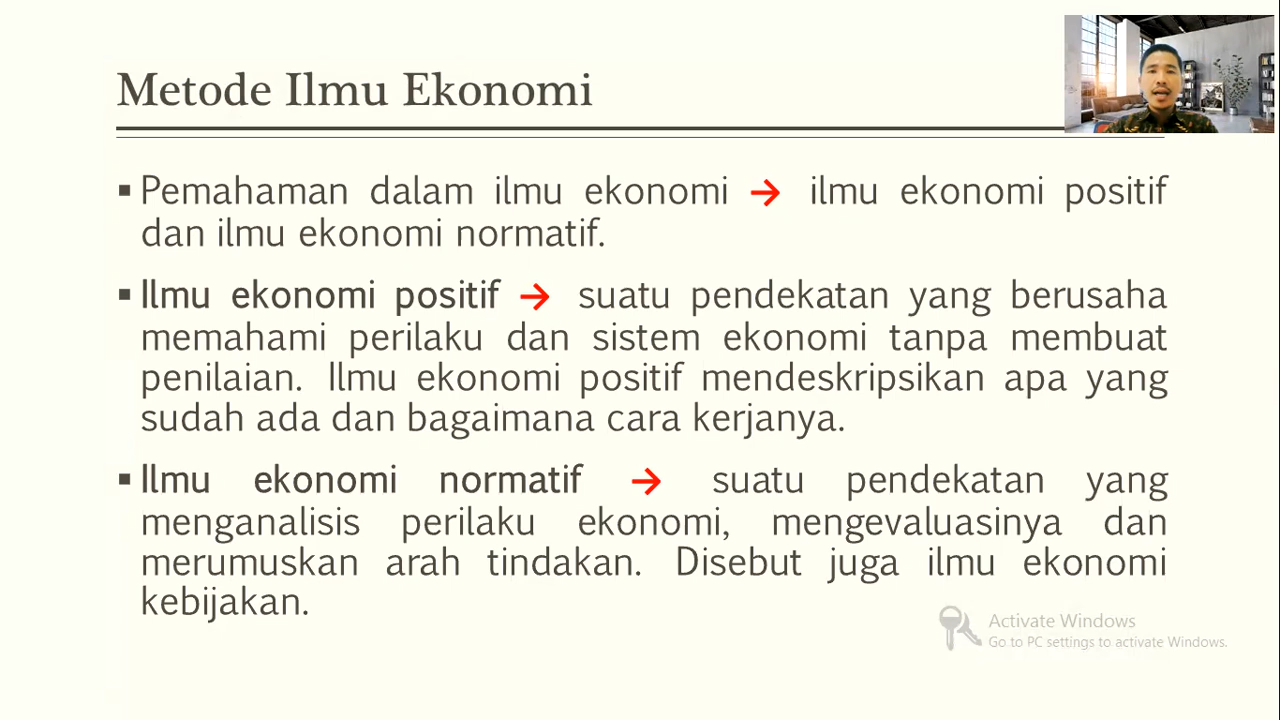 Metode Ilmu Ekonomi
▪ Pemahaman dalam ilmu ekonomi → ilmu ekonomi positif
dan ilmu ekonomi normatif.
▪ Ilmu ekonomi positif → suatu pendekatan yang berusaha
memahami perilaku dan sistem ekonomi tanpa membuat
penilaian. Ilmu ekonomi positif mendeskripsikan apa yang
sudah ada dan bagaimana cara kerjanya.
▪ Ilmu ekonomi normatif → suatu pendekatan yang
menganalisis perilaku ekonomi, mengevaluasinya dan
merumuskan arah tindakan. Disebut juga ilmu ekonomi
kebijakan.
Activate Windows
Go to PC settings to activate Windows.